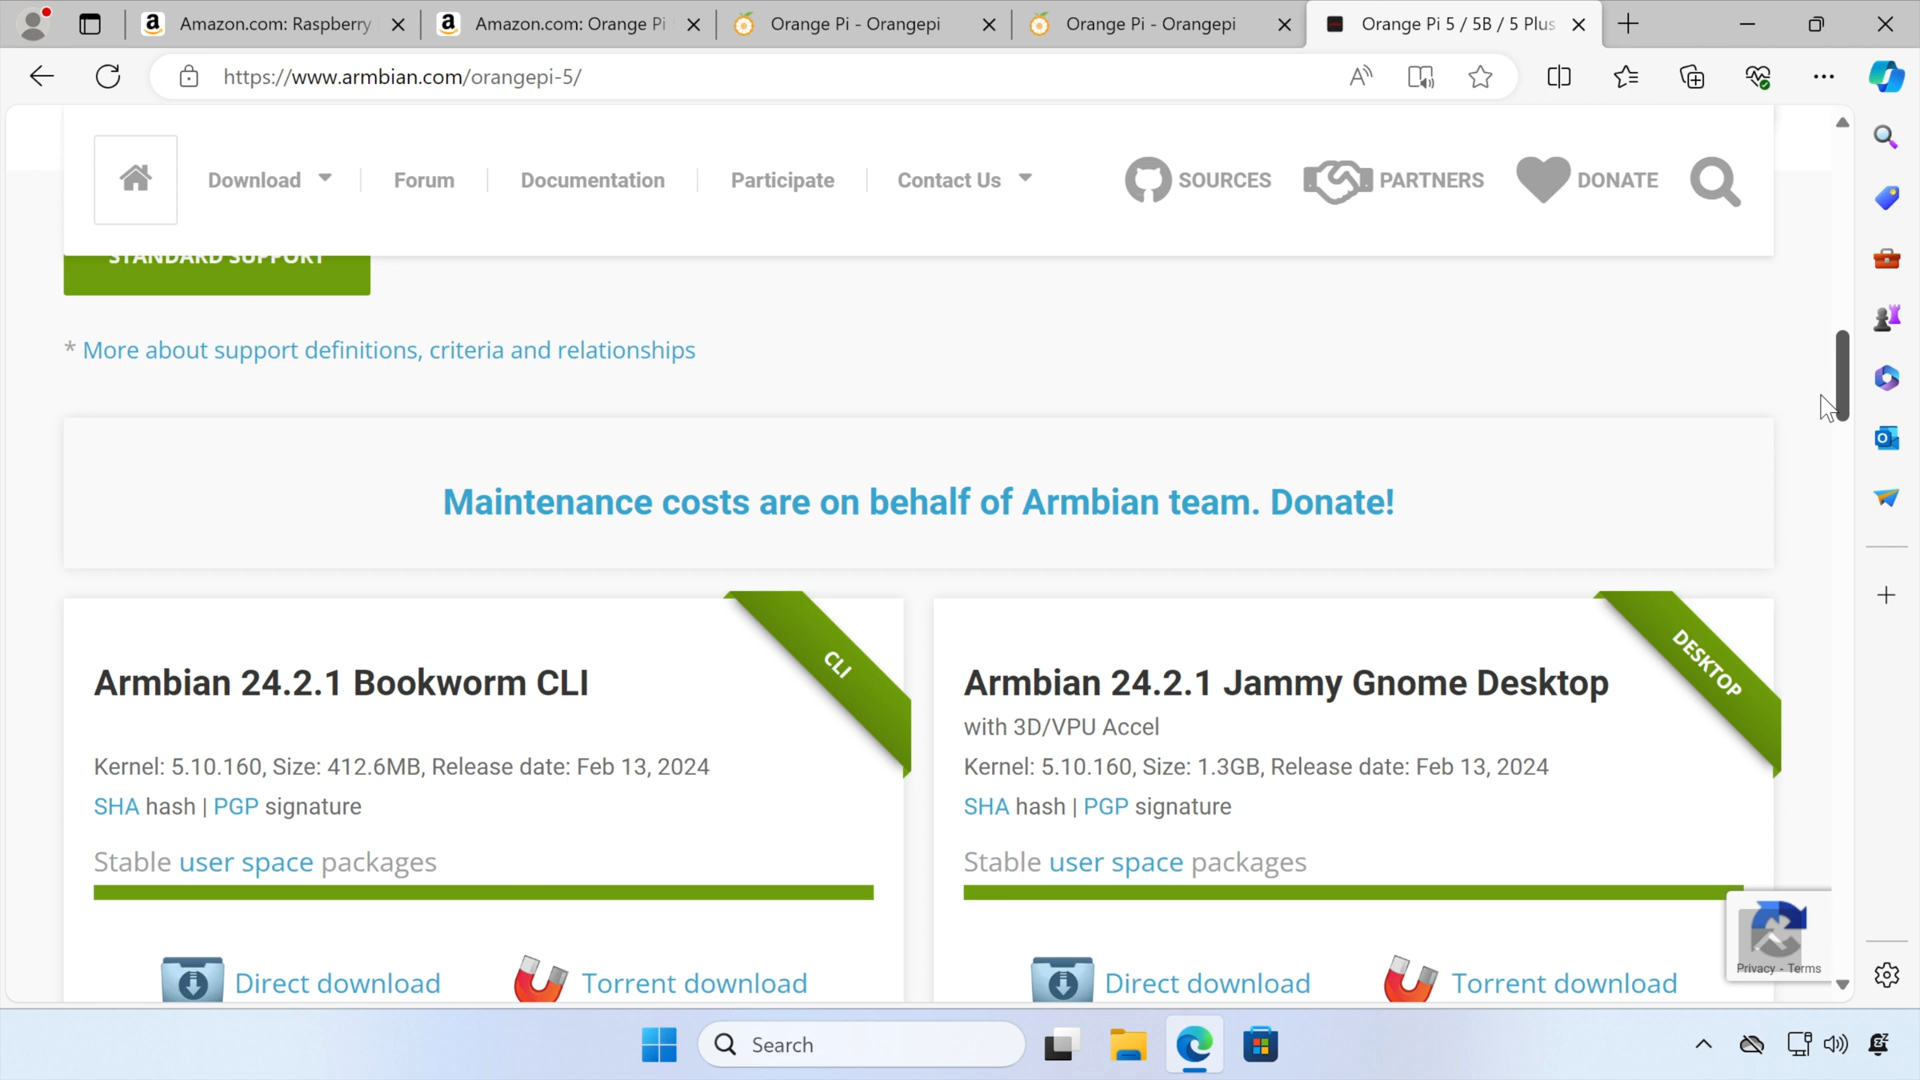 Amazon.com: Raspberry
Amazon.com: Orange Pi
Orange Pi - Orangepi
Orange Pi - Orangepi
Orange Pi 5 / 5B / 5 Plus
https://www.armbian.com/orangepi-5/
Download
Forum
Documentation
Participate
Contact Us
SOURCES
PARTNERS
DONATE
STANDARD SUPPORT
* More about support definitions, criteria and relationships
Maintenance costs are on behalf of Armbian team. Donate!
CLI
Armbian 24.2.1 Bookworm CLI
Kernel: 5.10.160, Size: 412.6MB, Release date: Feb 13, 2024
SHA hash | PGP signature
Stable user space packages
Direct download
Torrent download
DESKTOP
Armbian 24.2.1 Jammy Gnome Desktop
with 3D/VPU Accel
Kernel: 5.10.160, Size: 1.3GB, Release date: Feb 13, 2024
SHA hash | PGP signature
Stable user space packages
Direct download
Torrent download
Privacy - Terms
Search